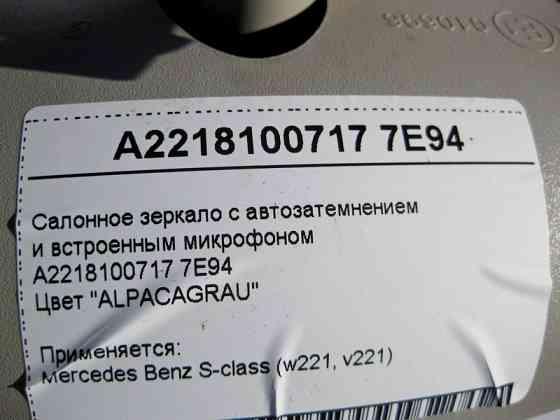 A2218100717 7E94
Салонное зеркало с автозатемнением
и встроенным микрофоном
A2218100717 7E94
Цвет "ALPACAGRAU"
Применяется:
Mercedes Benz S-class (w221, v221)